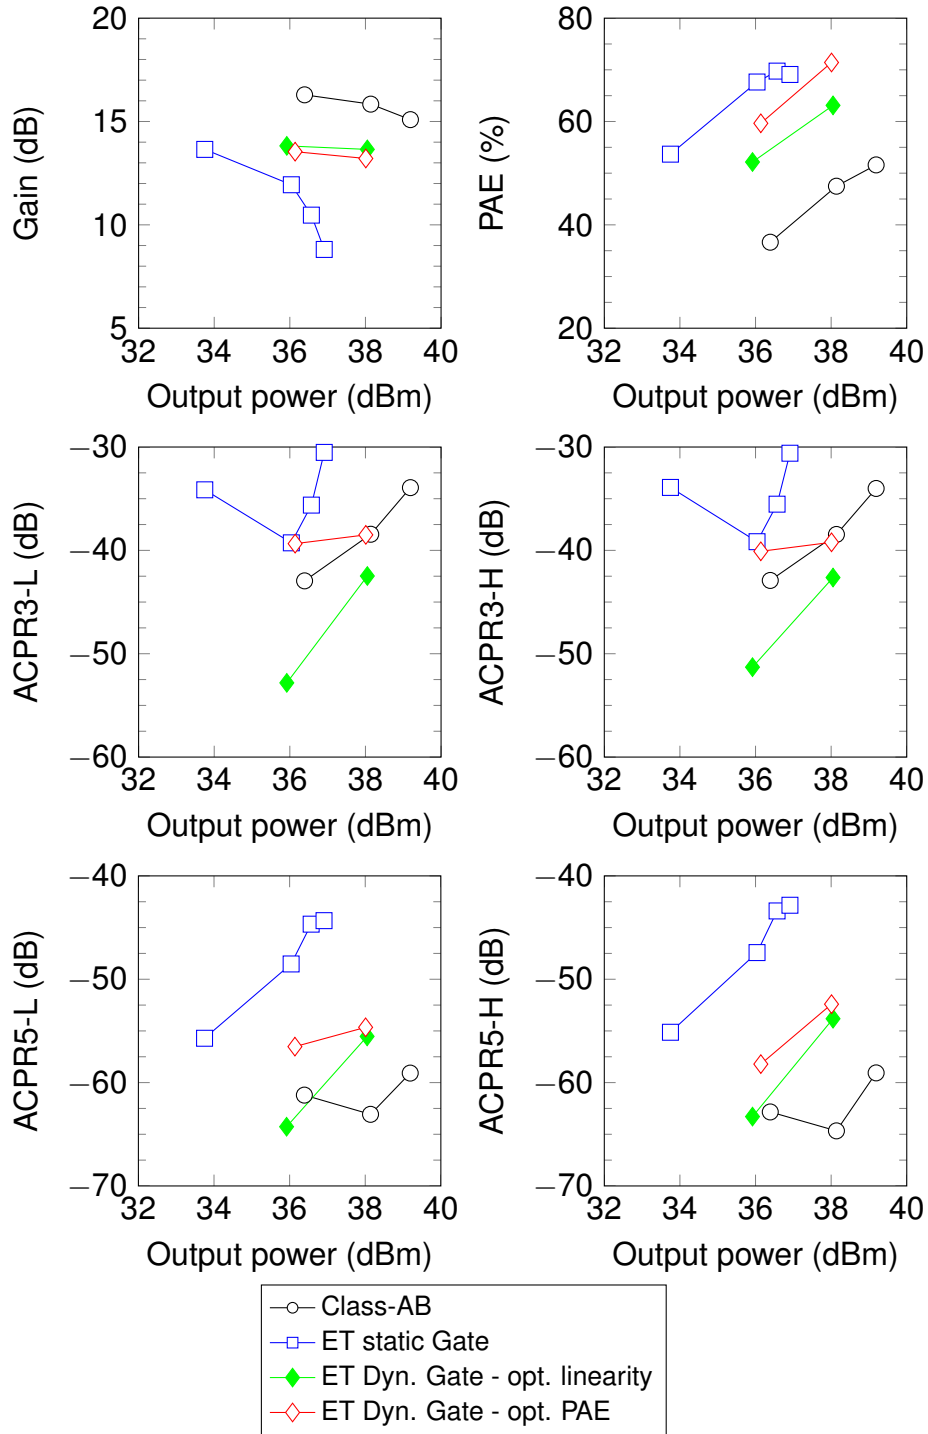 20
15
10
5
Gain (dB)
32 34 36 38 40
Output power (dBm)
80
60
40
20
PAE (%)
32 34 36 38 40
Output power (dBm)
−30
−40
−50
−60
ACPR3-L (dB)
32 34 36 38 40
Output power (dBm)
−30
−40
−50
−60
ACPR3-H (dB)
32 34 36 38 40
Output power (dBm)
−40
−50
−60
−70
ACPR5-L (dB)
32 34 36 38 40
Output power (dBm)
−40
−50
−60
−70
ACPR5-H (dB)
32 34 36 38 40
Output power (dBm)
Class-AB
ET static Gate
ET Dyn. Gate - opt. linearity
ET Dyn. Gate - opt. PAE